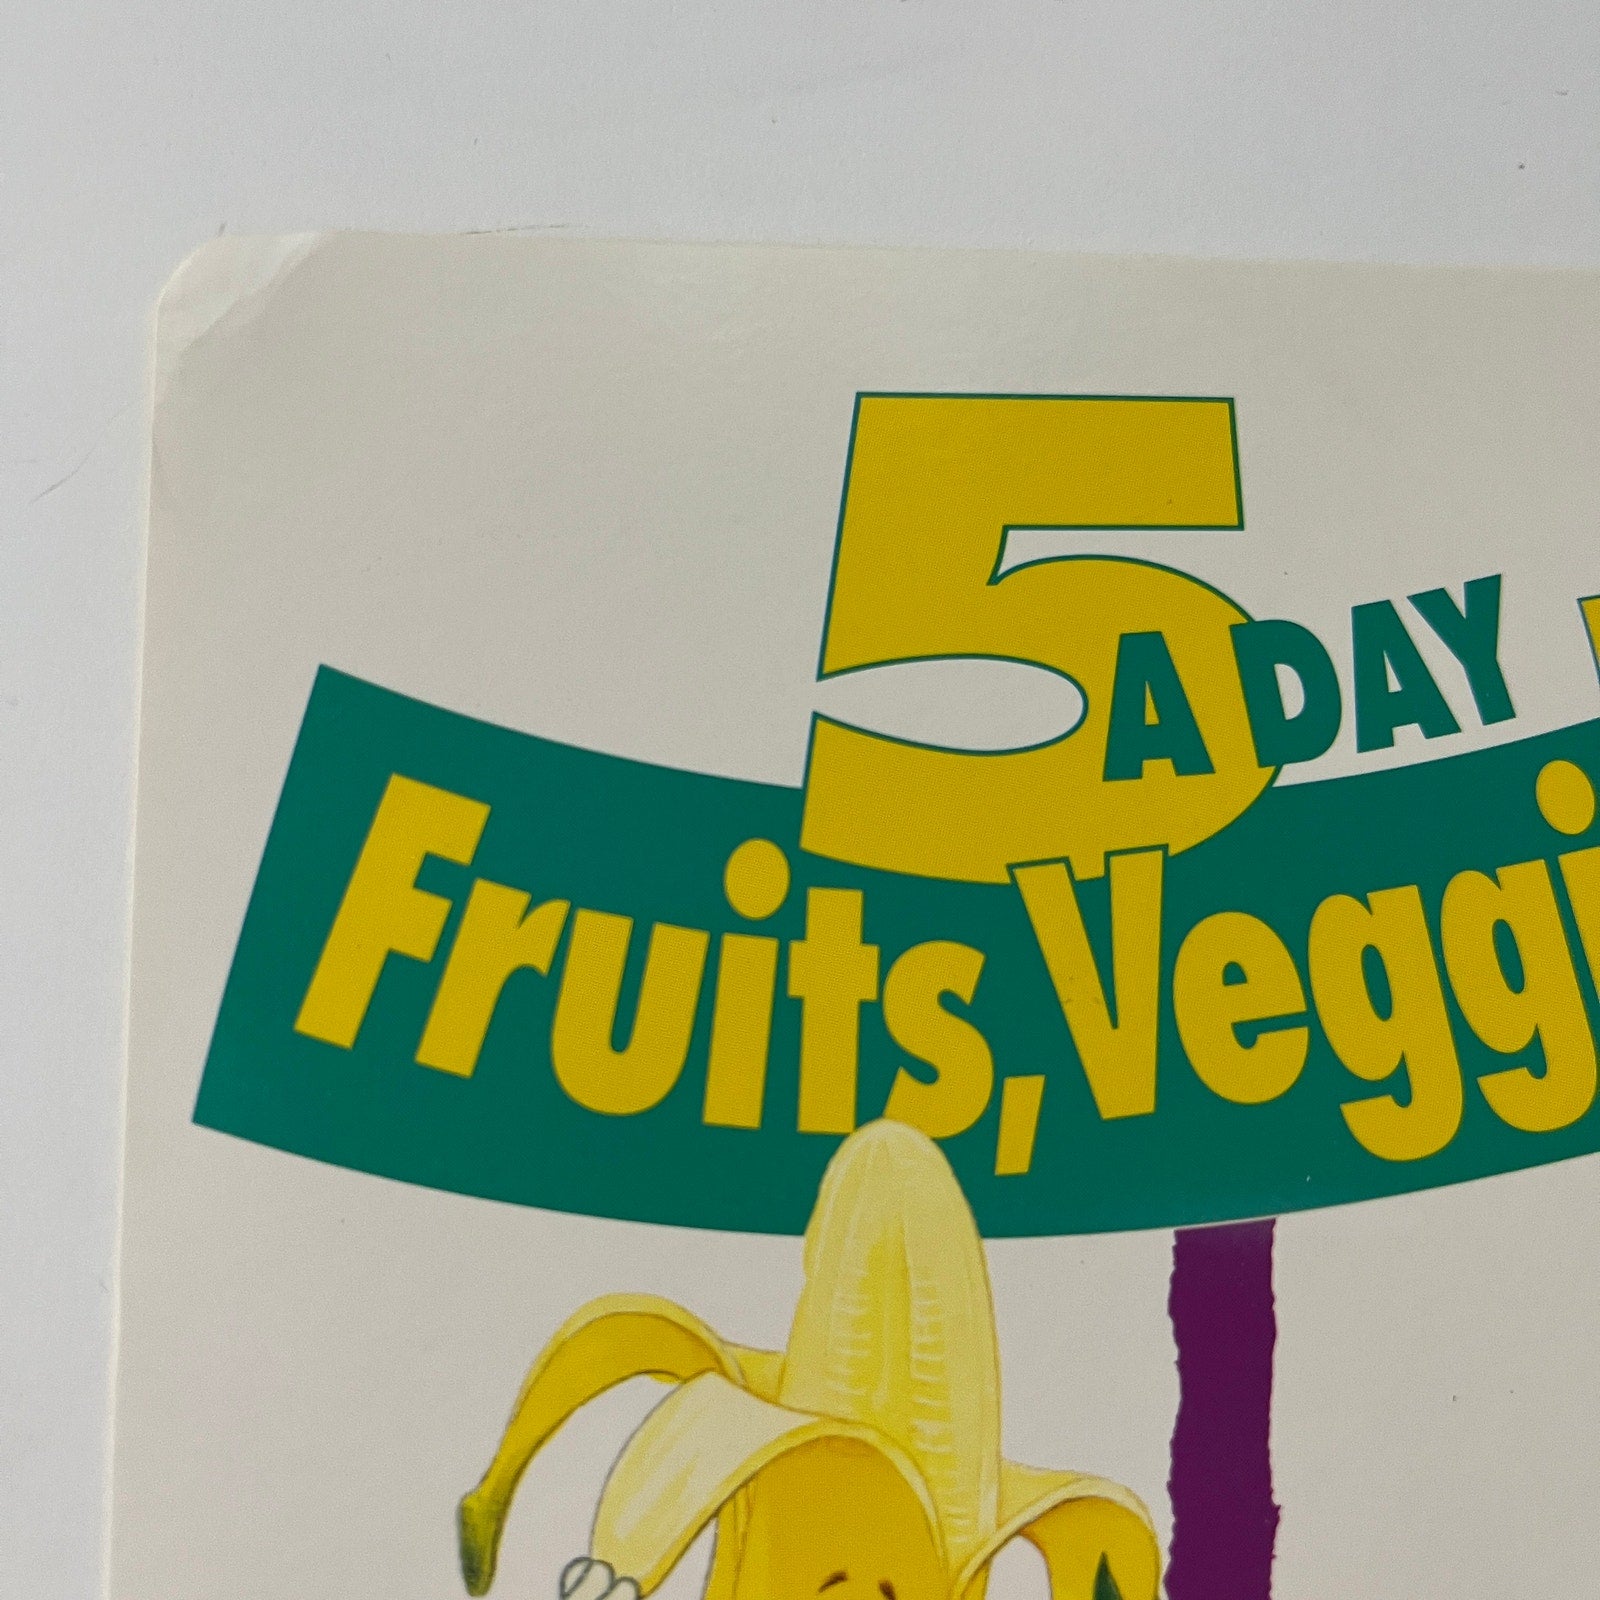 5 A DAY
Fruits, Veggi